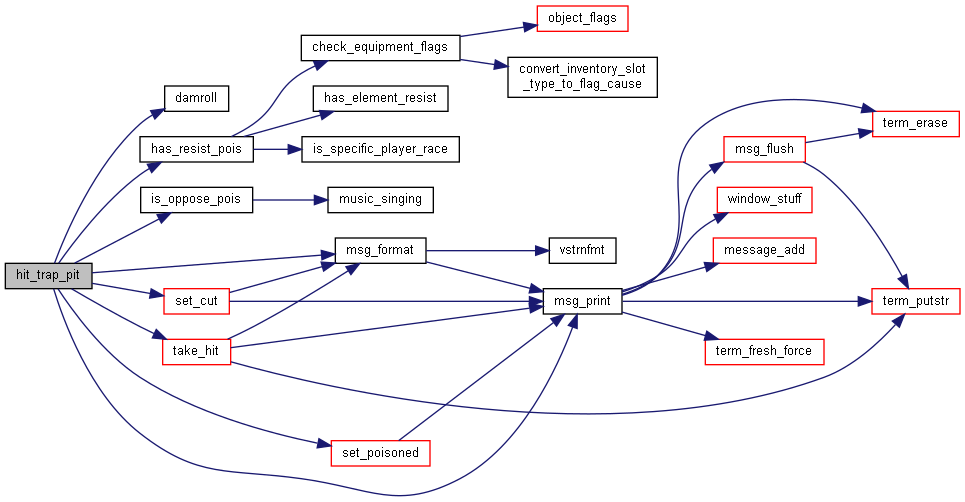 hit_trap_pit
damroll
has_resist_pois
is_oppose_pois
msg_format
set_cut
take_hit
set_poisoned
check_equipment_flags
has_element_resist
is_specific_player_race
music_singing
vstrnfmt
msg_print
object_flags
convert_inventory_slot
_type_to_flag_cause
msg_flush
window_stuff
message_add
term_fresh_force
term_erase
term_putstr